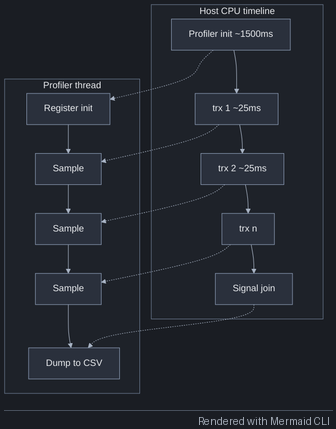 Host CPU timeline
Profiler init ~1500ms
Profiler thread
Register init
trx 1 ~25ms
Sample
trx 2 ~25ms
Sample
trx n
Sample
Signal join
Dump to CSV
Rendered with Mermaid CLI